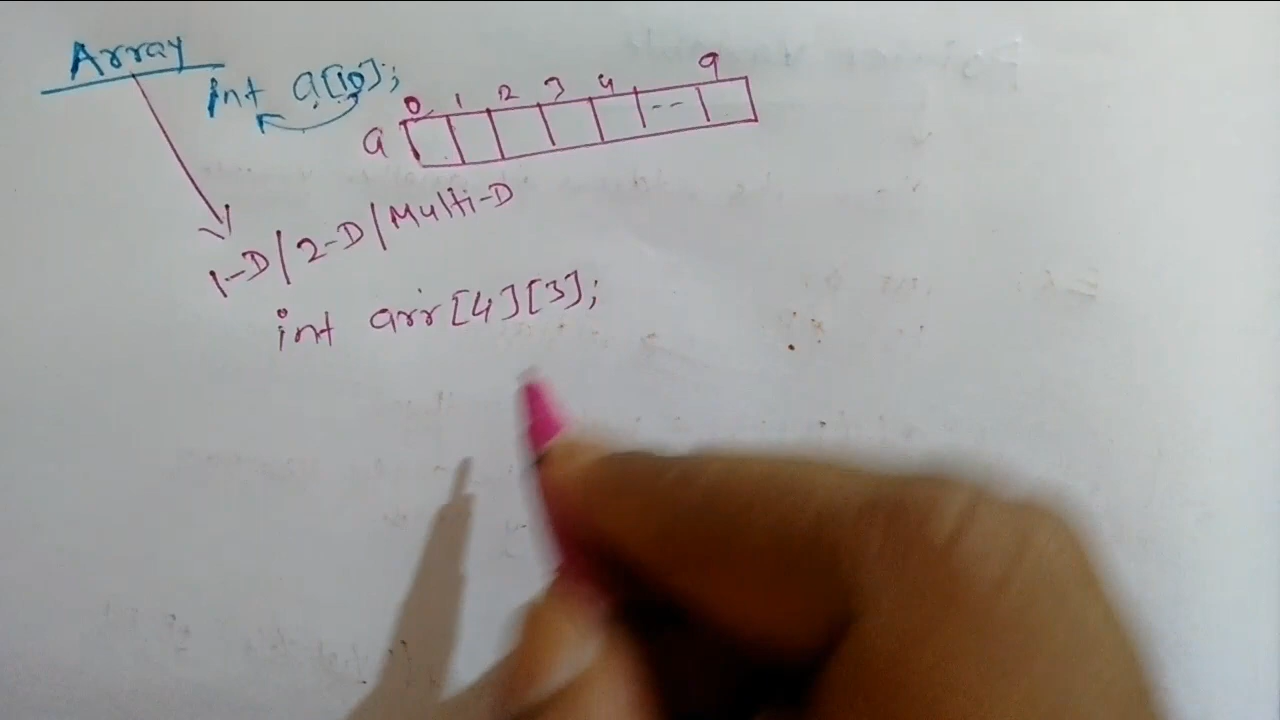 Array
int a[10];
0 1 2 3 4 9
a --
1-D/2-D/Multi-D
int arr[4][3];